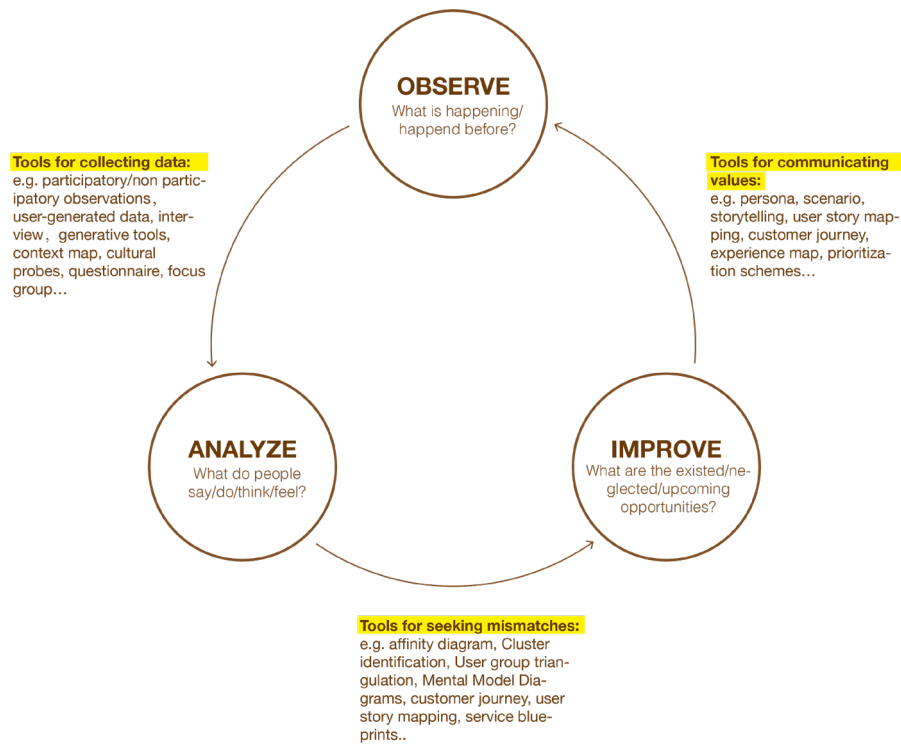 OBSERVE
What is happening/
happend before?
Tools for collecting data:
e.g. participatory/non partic-
ipatory observations,
user-generated data, inter-
view, generative tools,
context map, cultural
probes, questionnaire, focus
group...
Tools for communicating
values:
e.g. persona, scenario,
storytelling, user story map-
ping, customer journey,
experience map, prioritiza-
tion schemes...
ANALYZE
What do people
say/do/think/feel?
IMPROVE
What are the existed/ne-
glected/upcoming
opportunities?
Tools for seeking mismatches:
e.g. affinity diagram, Cluster
identification, User group trian-
gulation, Mental Model Dia-
grams, customer journey, user
story mapping, service blue-
prints..